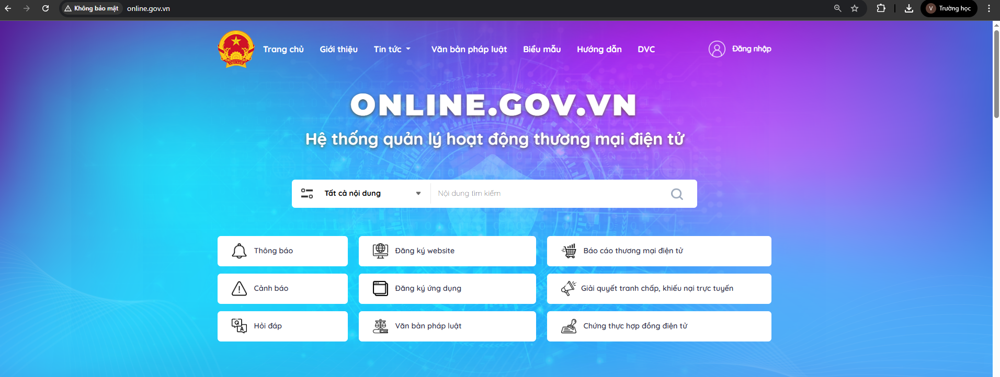 Không bảo mật online.gov.vn V Trường học
Trang chủ Giới thiệu Tin tức Văn bản pháp luật Biểu mẫu Hướng dẫn DVC Đăng nhập
VIỆT NAM
ONLINE.GOV.VN
Hệ thống quản lý hoạt động thương mại điện tử
Tất cả nội dung Nội dung tìm kiếm
Thông báo Đăng ký website Báo cáo thương mại điện tử
Cảnh báo Đăng ký ứng dụng Giải quyết tranh chấp, khiếu nại trực tuyến
Q
A
Hỏi đáp Văn bản pháp luật Chứng thực hợp đồng điện tử